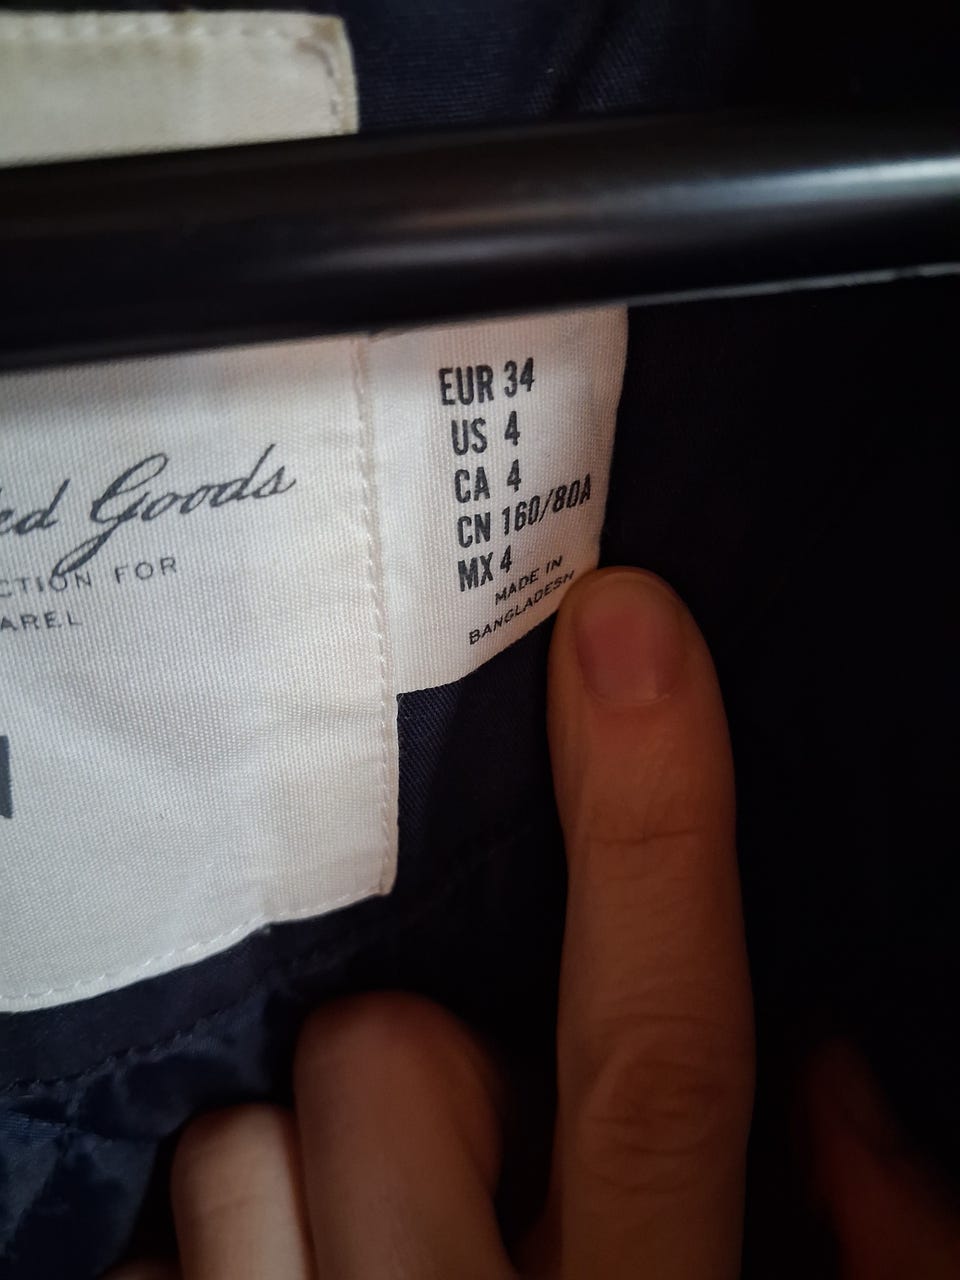 ed Goods
CTION FOR
AREL
EUR 34
US 4
CA 4
CN 160/80A
MX 4
MADE IN
BANGLADESH